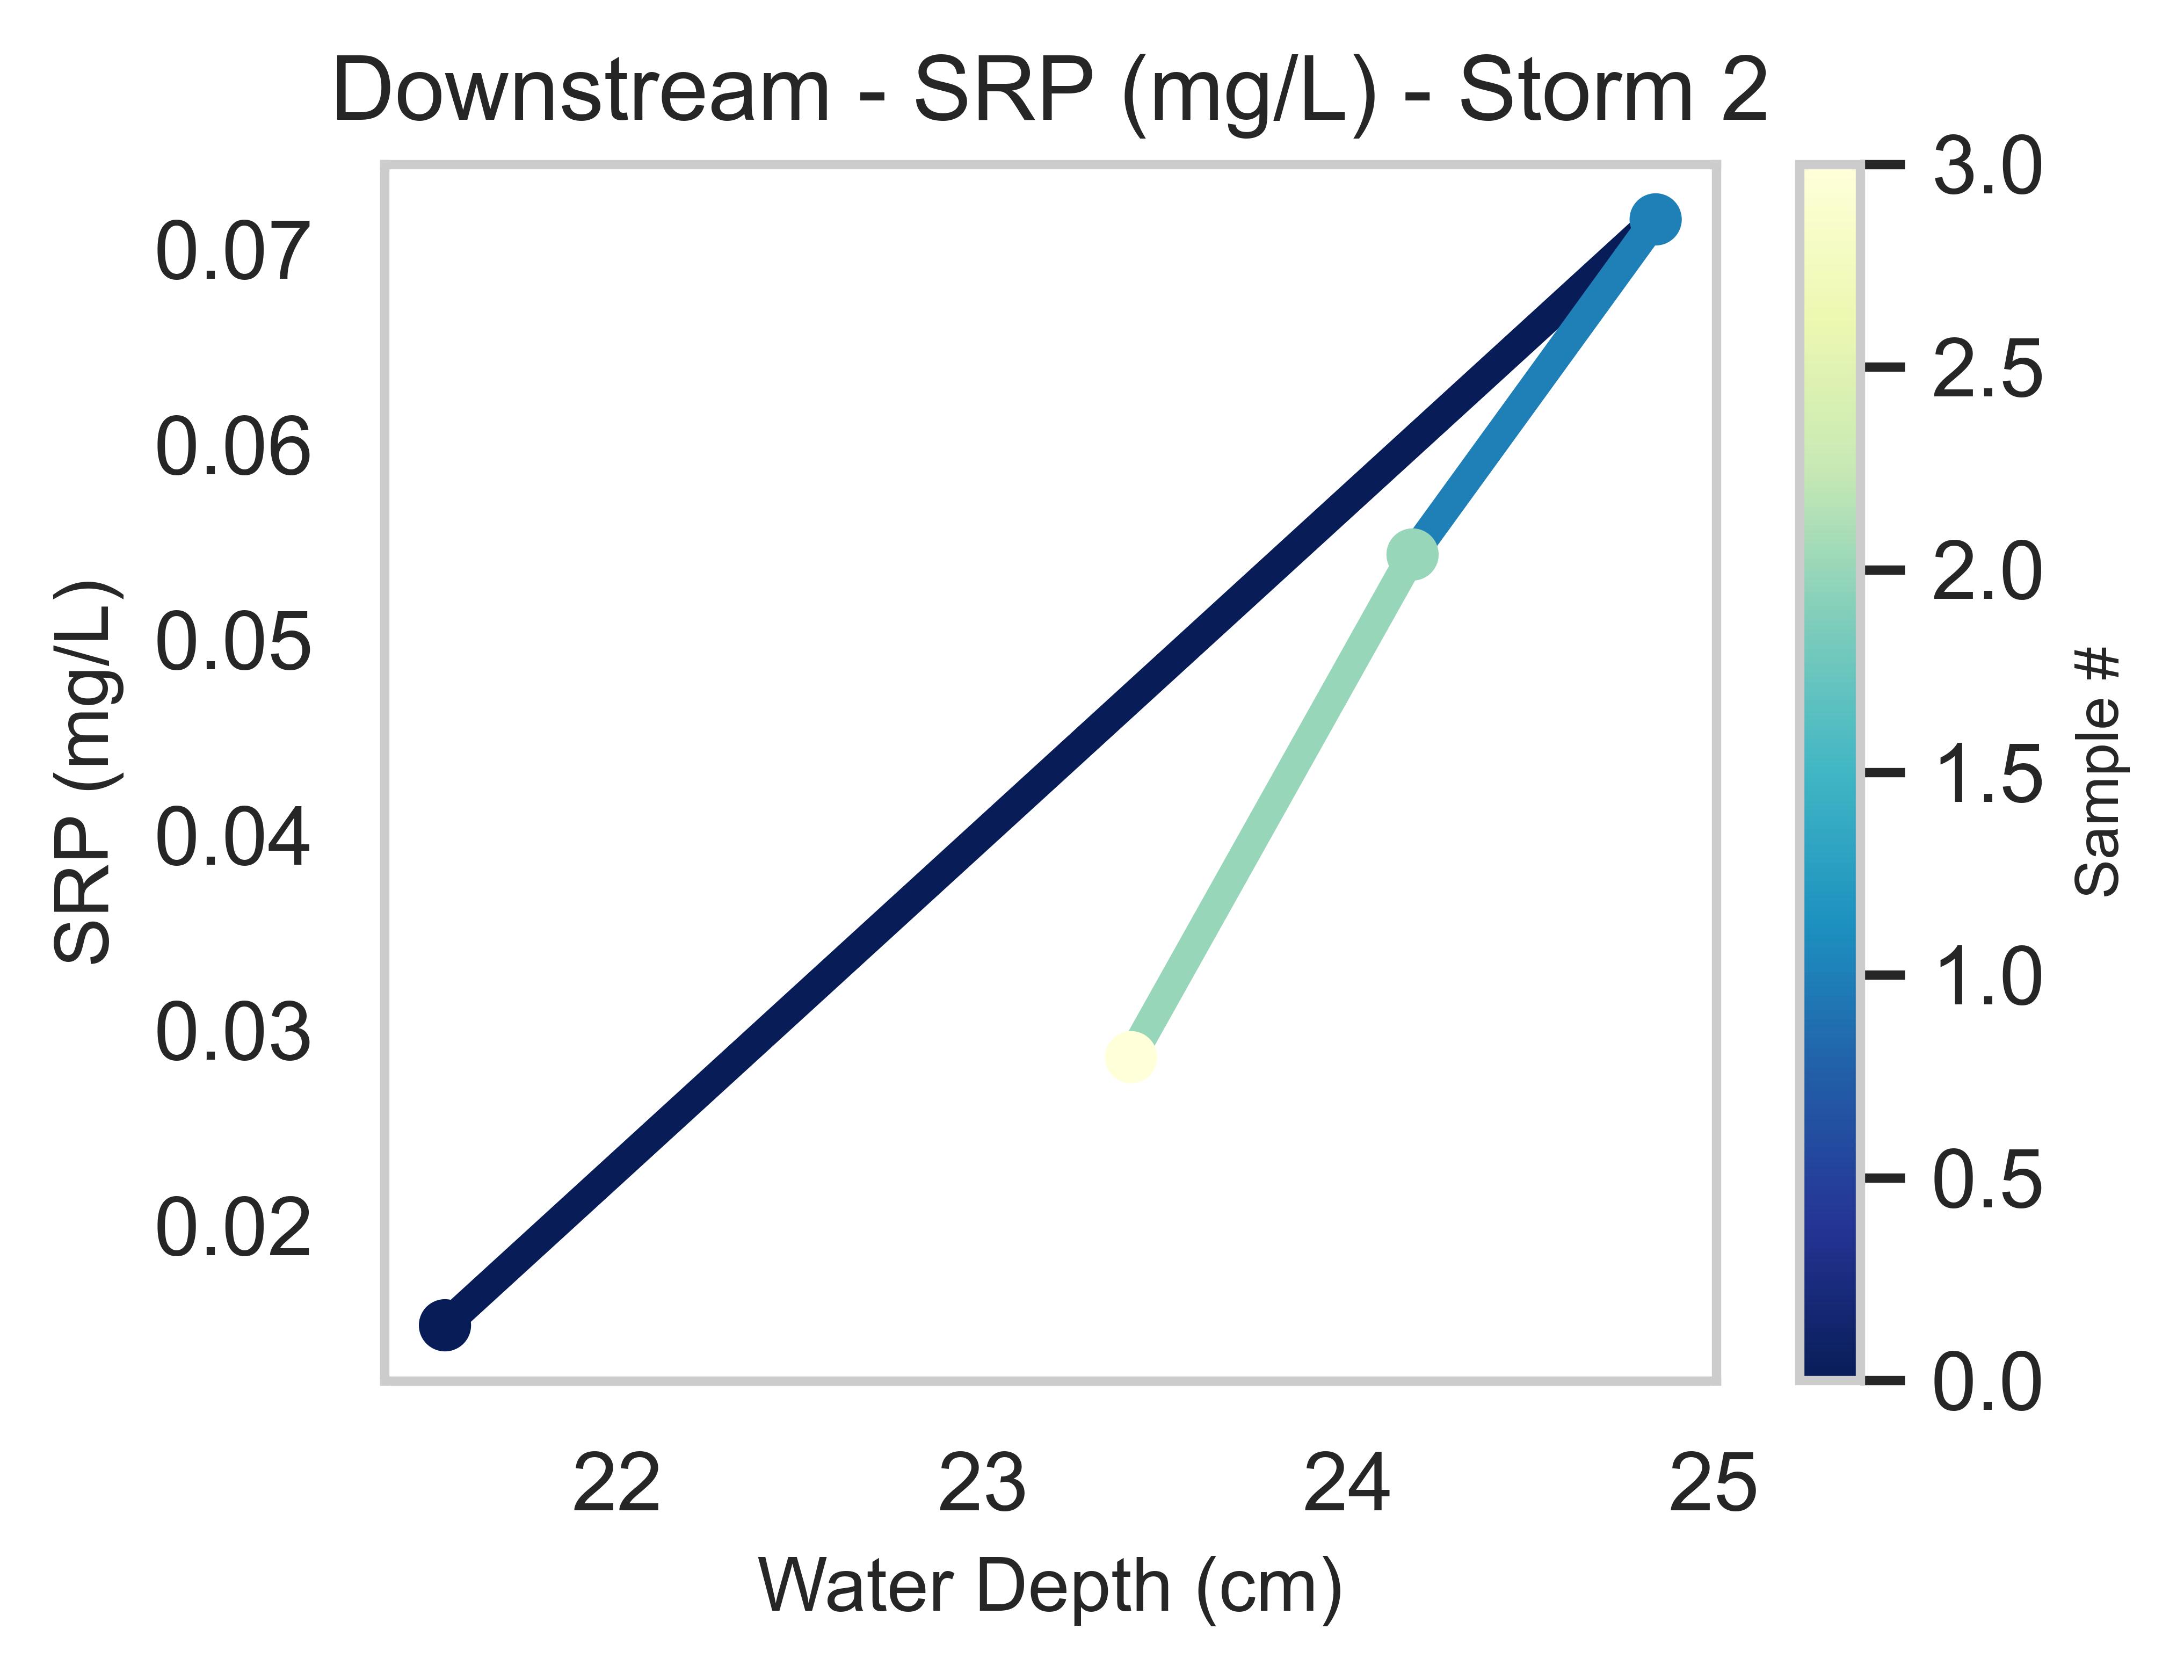 Downstream - SRP (mg/L) - Storm 2
SRP (mg/L)
0.07
0.06
0.05
0.04
0.03
0.02
22 23 24 25
Water Depth (cm)
3.0
2.5
2.0
1.5
1.0
0.5
0.0
Sample #